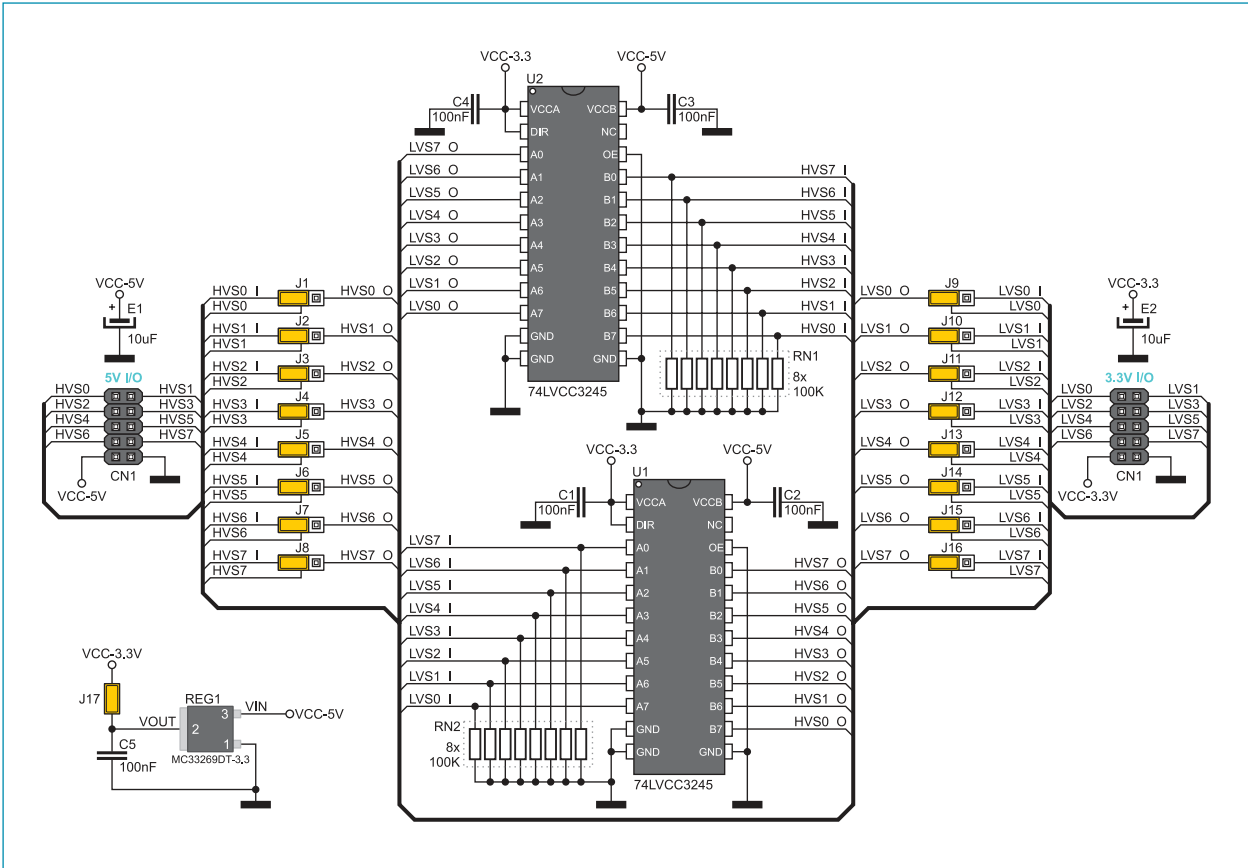 VCC-3.3
VCC-5V
U2
C4
100nF
C3
100nF
VCCA
VCCB
DIR
NC
A0
OE
A1
B0
A2
B1
A3
B2
A4
B3
A5
B4
A6
B5
A7
B6
GND
B7
GND
GND
74LVCC3245
LVS7 O
LVS6 O
LVS5 O
LVS4 O
LVS3 O
LVS2 O
LVS1 O
LVS0 O
HVS7 I
HVS6 I
HVS5 I
HVS4 I
HVS3 I
HVS2 I
HVS1 I
HVS0 I
RN1
8x
100K
VCC-5V
+
E1
10uF
5V I/O
HVS0
HVS1
HVS2
HVS3
HVS4
HVS5
HVS6
HVS7
CN1
VCC-5V
HVS0 I
J1
HVS0 O
HVS0
HVS1 I
J2
HVS1 O
HVS1
HVS2 I
J3
HVS2 O
HVS2
HVS3 I
J4
HVS3 O
HVS3
HVS4 I
J5
HVS4 O
HVS4
HVS5 I
J6
HVS5 O
HVS5
HVS6 I
J7
HVS6 O
HVS6
HVS7 I
J8
HVS7 O
HVS7
LVS0 O
J9
LVS0 I
LVS0
LVS1 O
J10
LVS1 I
LVS1
LVS2 O
J11
LVS2 I
LVS2
LVS3 O
J12
LVS3 I
LVS3
LVS4 O
J13
LVS4 I
LVS4
LVS5 O
J14
LVS5 I
LVS5
LVS6 O
J15
LVS6 I
LVS6
LVS7 O
J16
LVS7 I
LVS7
VCC-3.3
+
E2
10uF
3.3V I/O
LVS0
LVS1
LVS2
LVS3
LVS4
LVS5
LVS6
LVS7
CN1
VCC-3.3V
VCC-3.3
VCC-5V
U1
C1
100nF
C2
100nF
VCCA
VCCB
DIR
NC
A0
OE
A1
B0
A2
B1
A3
B2
A4
B3
A5
B4
A6
B5
A7
B6
GND
B7
GND
GND
74LVCC3245
LVS7 I
LVS6 I
LVS5 I
LVS4 I
LVS3 I
LVS2 I
LVS1 I
LVS0 I
HVS7 O
HVS6 O
HVS5 O
HVS4 O
HVS3 O
HVS2 O
HVS1 O
HVS0 O
RN2
8x
100K
VCC-3.3V
J17
REG1
VOUT
2
3
VIN
VCC-5V
1
C5
100nF
MC33269DT-3.3